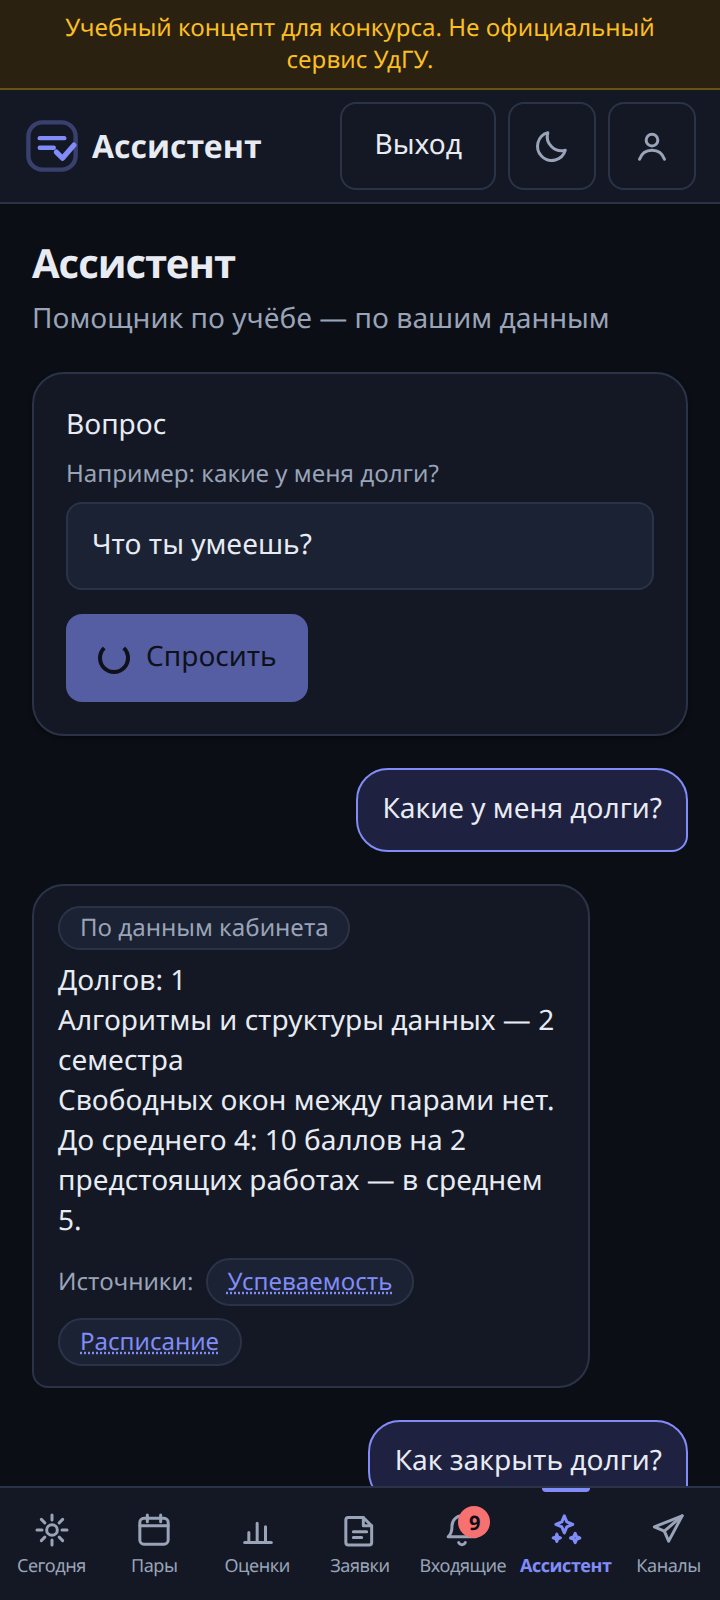 Учебный концепт для конкурса. Не официальный
сервис УдГУ.
Ассистент
Выход
Ассистент
Помощник по учёбе — по вашим данным
Вопрос
Например: какие у меня долги?
Что ты умеешь?
Спросить
Какие у меня долги?
По данным кабинета
Долгов: 1
Алгоритмы и структуры данных — 2
семестра
Свободных окон между парами нет.
До среднего 4: 10 баллов на 2
предстоящих работах — в среднем
5.
Источники: Успеваемость
Расписание
Как закрыть долги?
9
Сегодня Пары Оценки Заявки Входящие Ассистент Каналы